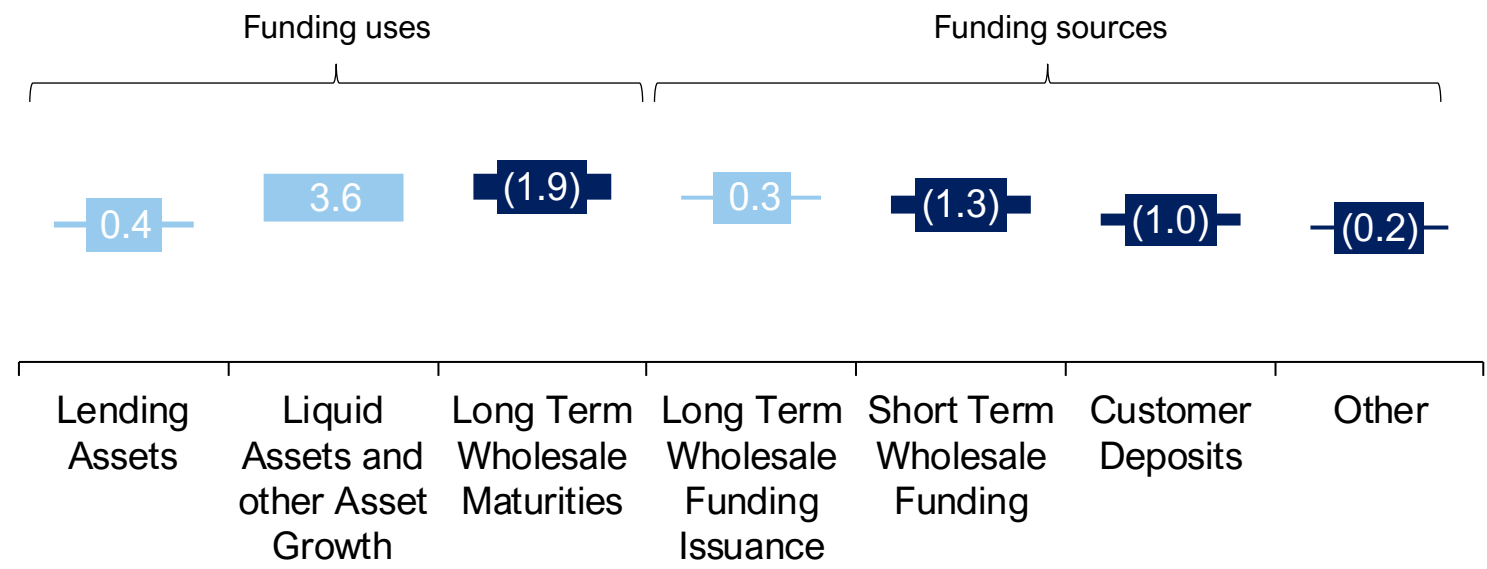 Funding uses
Funding sources
0.4
3.6
(1.9)
0.3
(1.3)
(1.0)
(0.2)
Lending
Assets
Liquid
Assets and
other Asset
Growth
Long Term
Wholesale
Maturities
Long Term
Wholesale
Funding
Issuance
Short Term
Wholesale
Funding
Customer
Deposits
Other